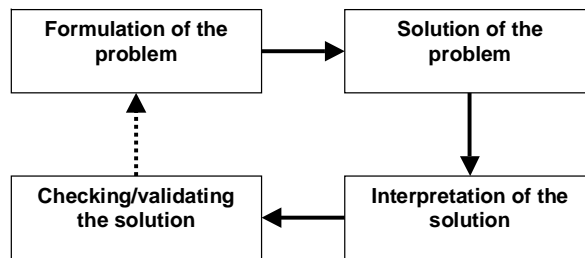 Formulation of the
problem
Solution of the
problem
Checking/validating
the solution
Interpretation of the
solution